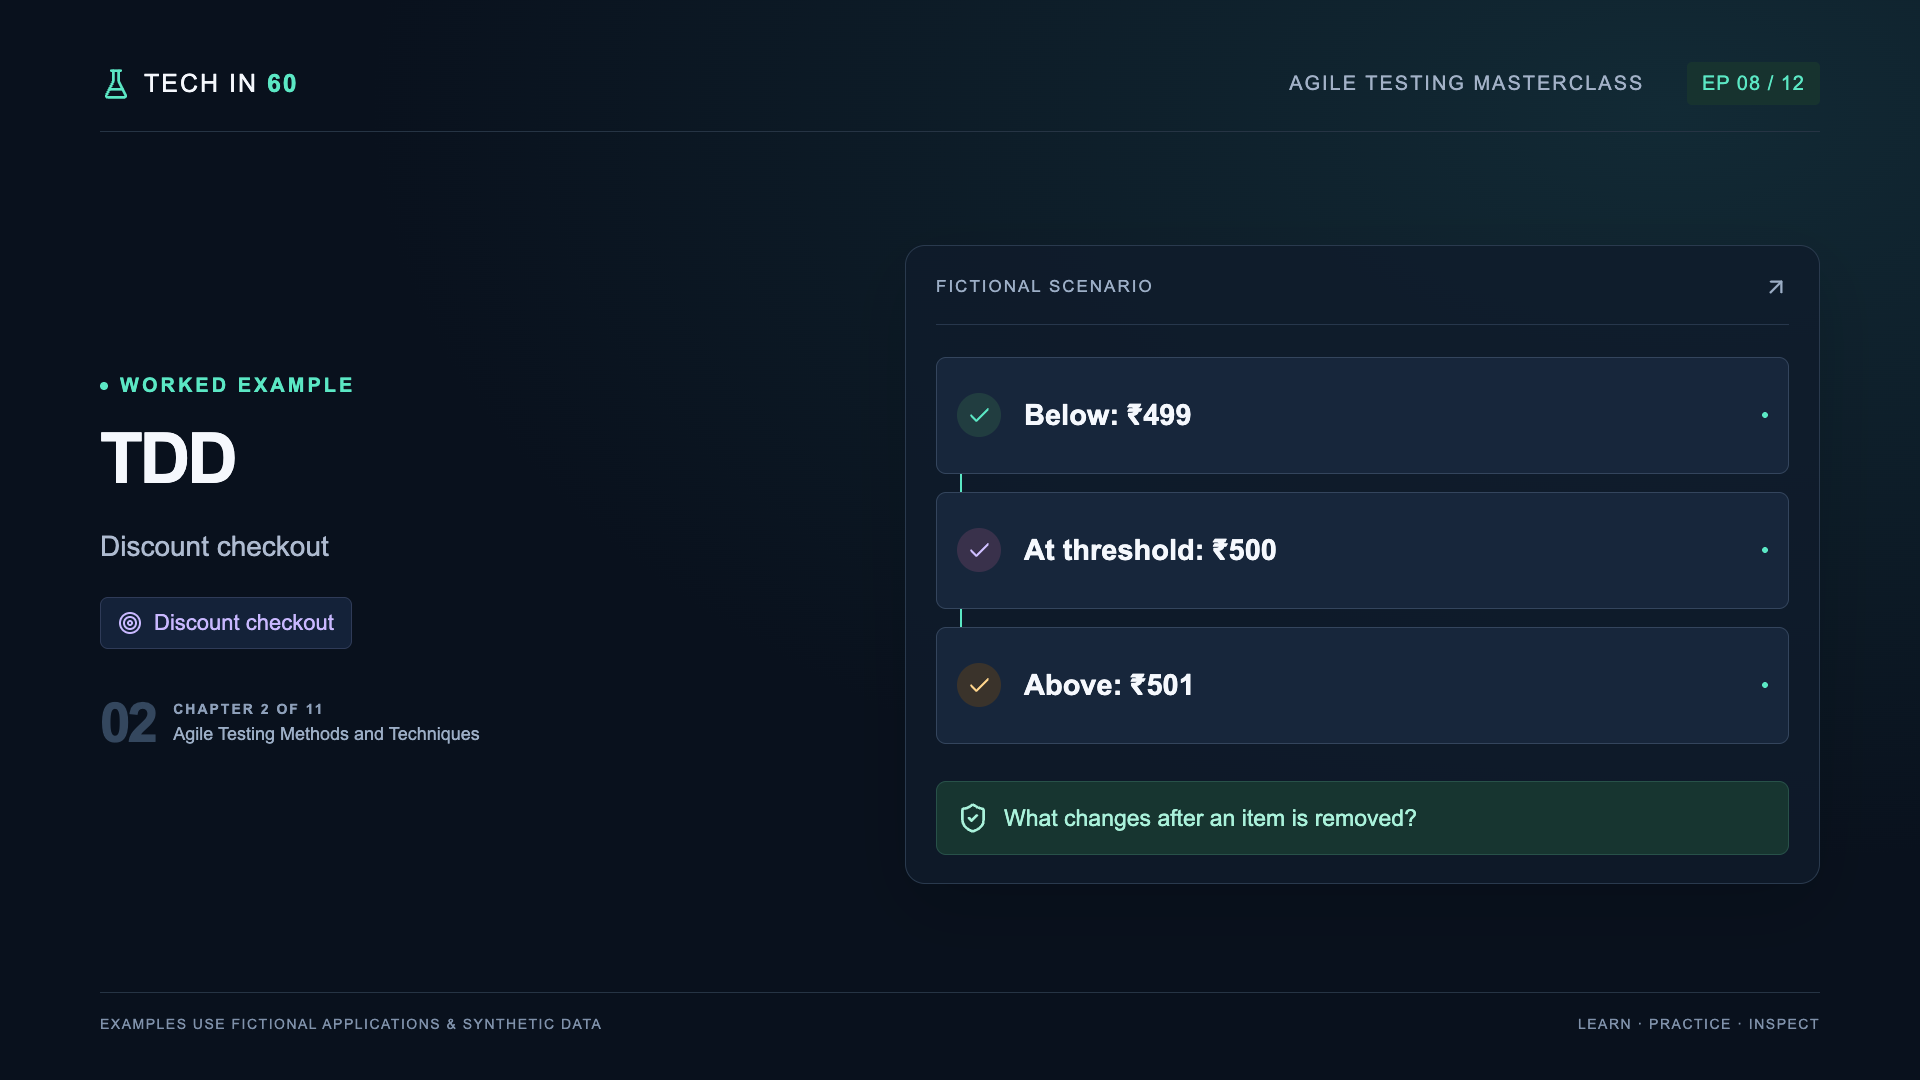 TECH IN 60
AGILE TESTING MASTERCLASS
EP 08 / 12
WORKED EXAMPLE
TDD
Discount checkout
Discount checkout
02
CHAPTER 2 OF 11
Agile Testing Methods and Techniques
FICTIONAL SCENARIO
Below: ₹499
At threshold: ₹500
Above: ₹501
What changes after an item is removed?
EXAMPLES USE FICTIONAL APPLICATIONS & SYNTHETIC DATA
LEARN · PRACTICE · INSPECT